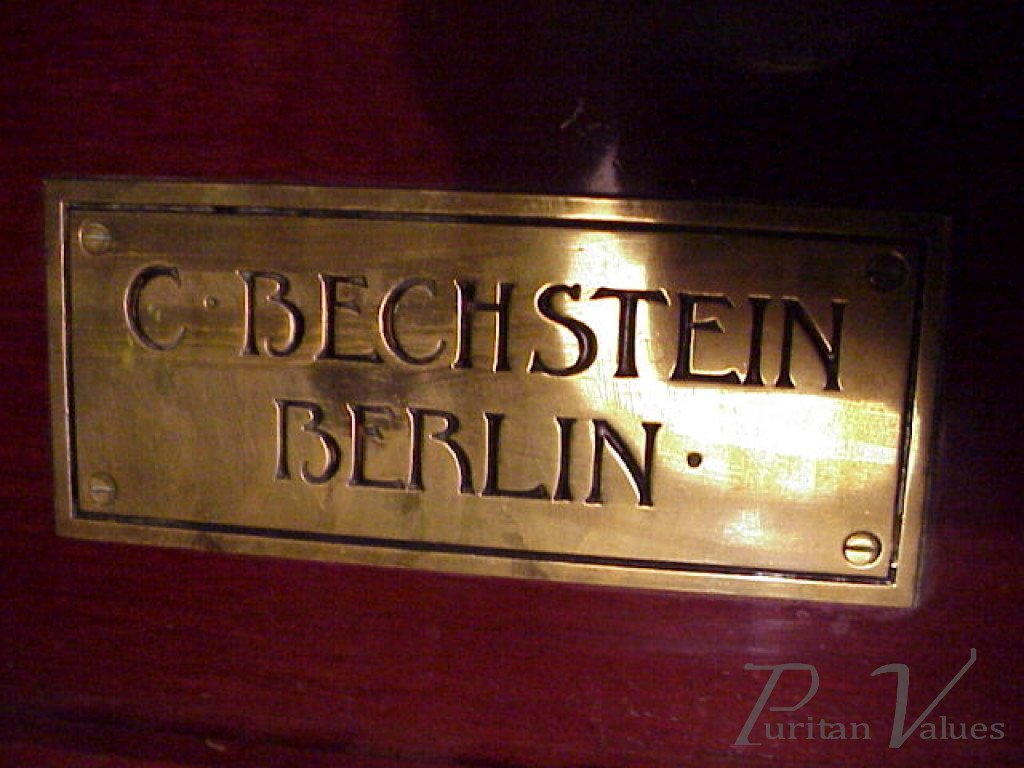 C · BECHSTEIN
BERLIN ·
Puritan Values